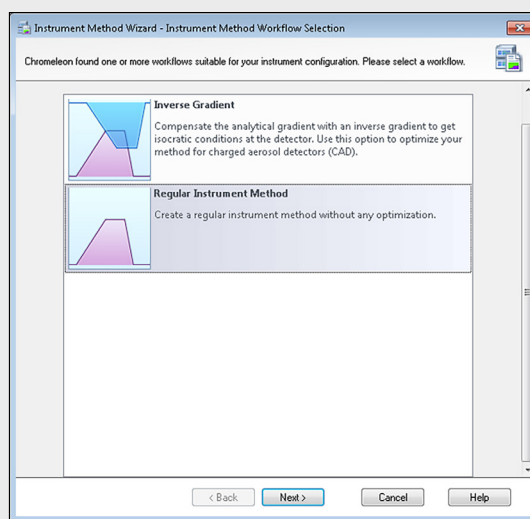 Instrument Method Wizard - Instrument Method Workflow Selection
Chromeleon found one or more workflows suitable for your instrument configuration. Please select a workflow.
Inverse Gradient
Compensate the analytical gradient with an inverse gradient to get
isocratic conditions at the detector. Use this option to optimize your
method for charged aerosol detectors (CAD).
Regular Instrument Method
Create a regular instrument method without any optimization.
< Back
Next >
Cancel
Help